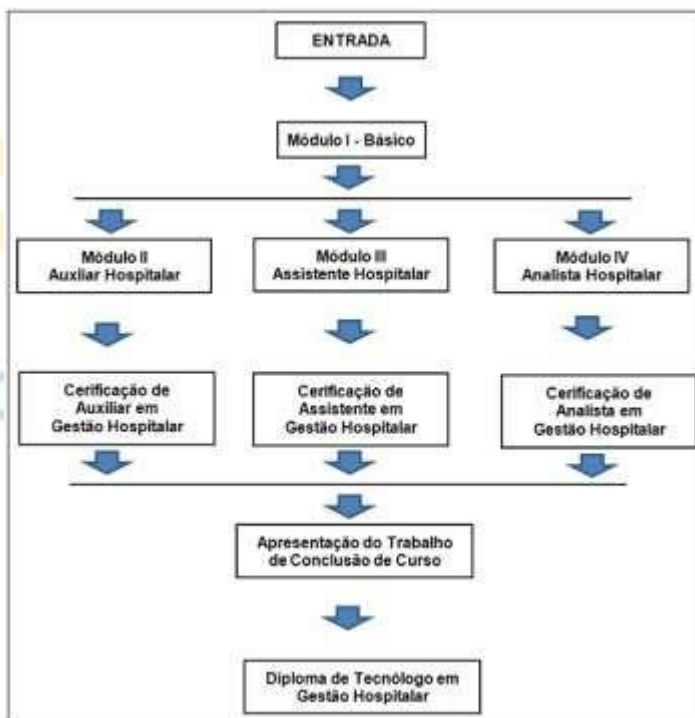 ENTRADA
Módulo I - Básico
Módulo II
Auxiliar Hospitalar
Módulo III
Assistente Hospitalar
Módulo IV
Analista Hospitalar
Cerificação de
Auxiliar em
Gestão Hospitalar
Cerificação de
Assistente em
Gestão Hospitalar
Cerificação de
Analista em
Gestão Hospitalar
Apresentação do Trabalho
de Conclusão de Curso
Diploma de Tecnólogo em
Gestão Hospitalar